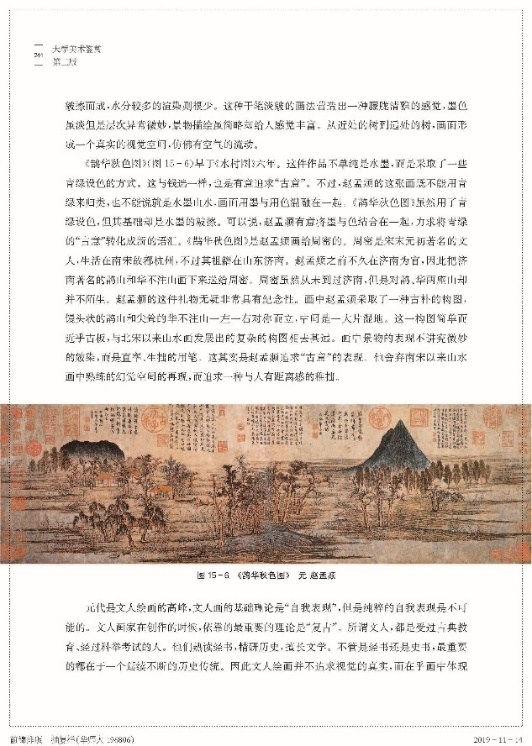 244
大学美术鉴赏
第二版
皴擦而成,水分较多的渲染则很少。这种干笔淡皴的画法营造出一种朦胧清雅的感觉,墨色
虽淡但是层次异常微妙,景物描绘虽简略却给人感觉丰富。从近处的树到远处的树,画面形
成一个真实的视觉空间,仿佛有空气的流动。
《鹊华秋色图》(图 15-6)早于《水村图》六年。这件作品不单纯是水墨,而是采取了一些
青绿设色的方式。这与钱选一样,也是有意追求“古意”。不过,赵孟頫的这张画既不能用青
绿来归类,也不能说就是水墨山水,画面用墨与用色混融在一起。《鹊华秋色图》虽然用了青
绿设色,但其基础却是水墨的皴擦。可以说,赵孟頫有意将墨与色结合在一起,力求将青绿
的“古意”转化成新的语汇。《鹊华秋色图》是赵孟頫画给周密的。周密是宋末元初著名的文
人,生活在南宋故都杭州,不过其祖籍在山东济南。赵孟頫之前不久在济南为官,因此把济
南著名的鹊山和华不注山画下来送给周密。周密虽然从未到过济南,但是对鹊、华两座山却
并不陌生。赵孟頫的这件礼物无疑非常具有纪念性。画中赵孟頫采取了一种古朴的构图,
馒头状的鹊山和尖耸的华不注山一左一右对称而立,中间是一大片湿地。这一构图简单而
近乎古板,与北宋以来山水画发展出的复杂的构图相去甚远。画中景物的表现不讲究微妙
的皴染,而是直率、生拙的用笔。这其实是赵孟頫追求“古意”的表现。他舍弃南宋以来山水
画中熟练的幻觉空间的再现,而追求一种与人有距离感的稚拙。
图 15-6 《鹊华秋色图》 元 赵孟頫
元代是文人绘画的高峰,文人画的基础理论是“自我表现”,但是纯粹的自我表现是不可
能的。文人画家在创作的时候,依靠的最重要的理论是“复古”。所谓文人,都是受过古典教
育、经过科举考试的人。他们熟读经书,精研历史,擅长文学。不管是经书还是史书,最重要
的都在于一个延续不断的历史传统。因此文人绘画并不追求视觉的真实,而在乎画中体现
2019-11-14